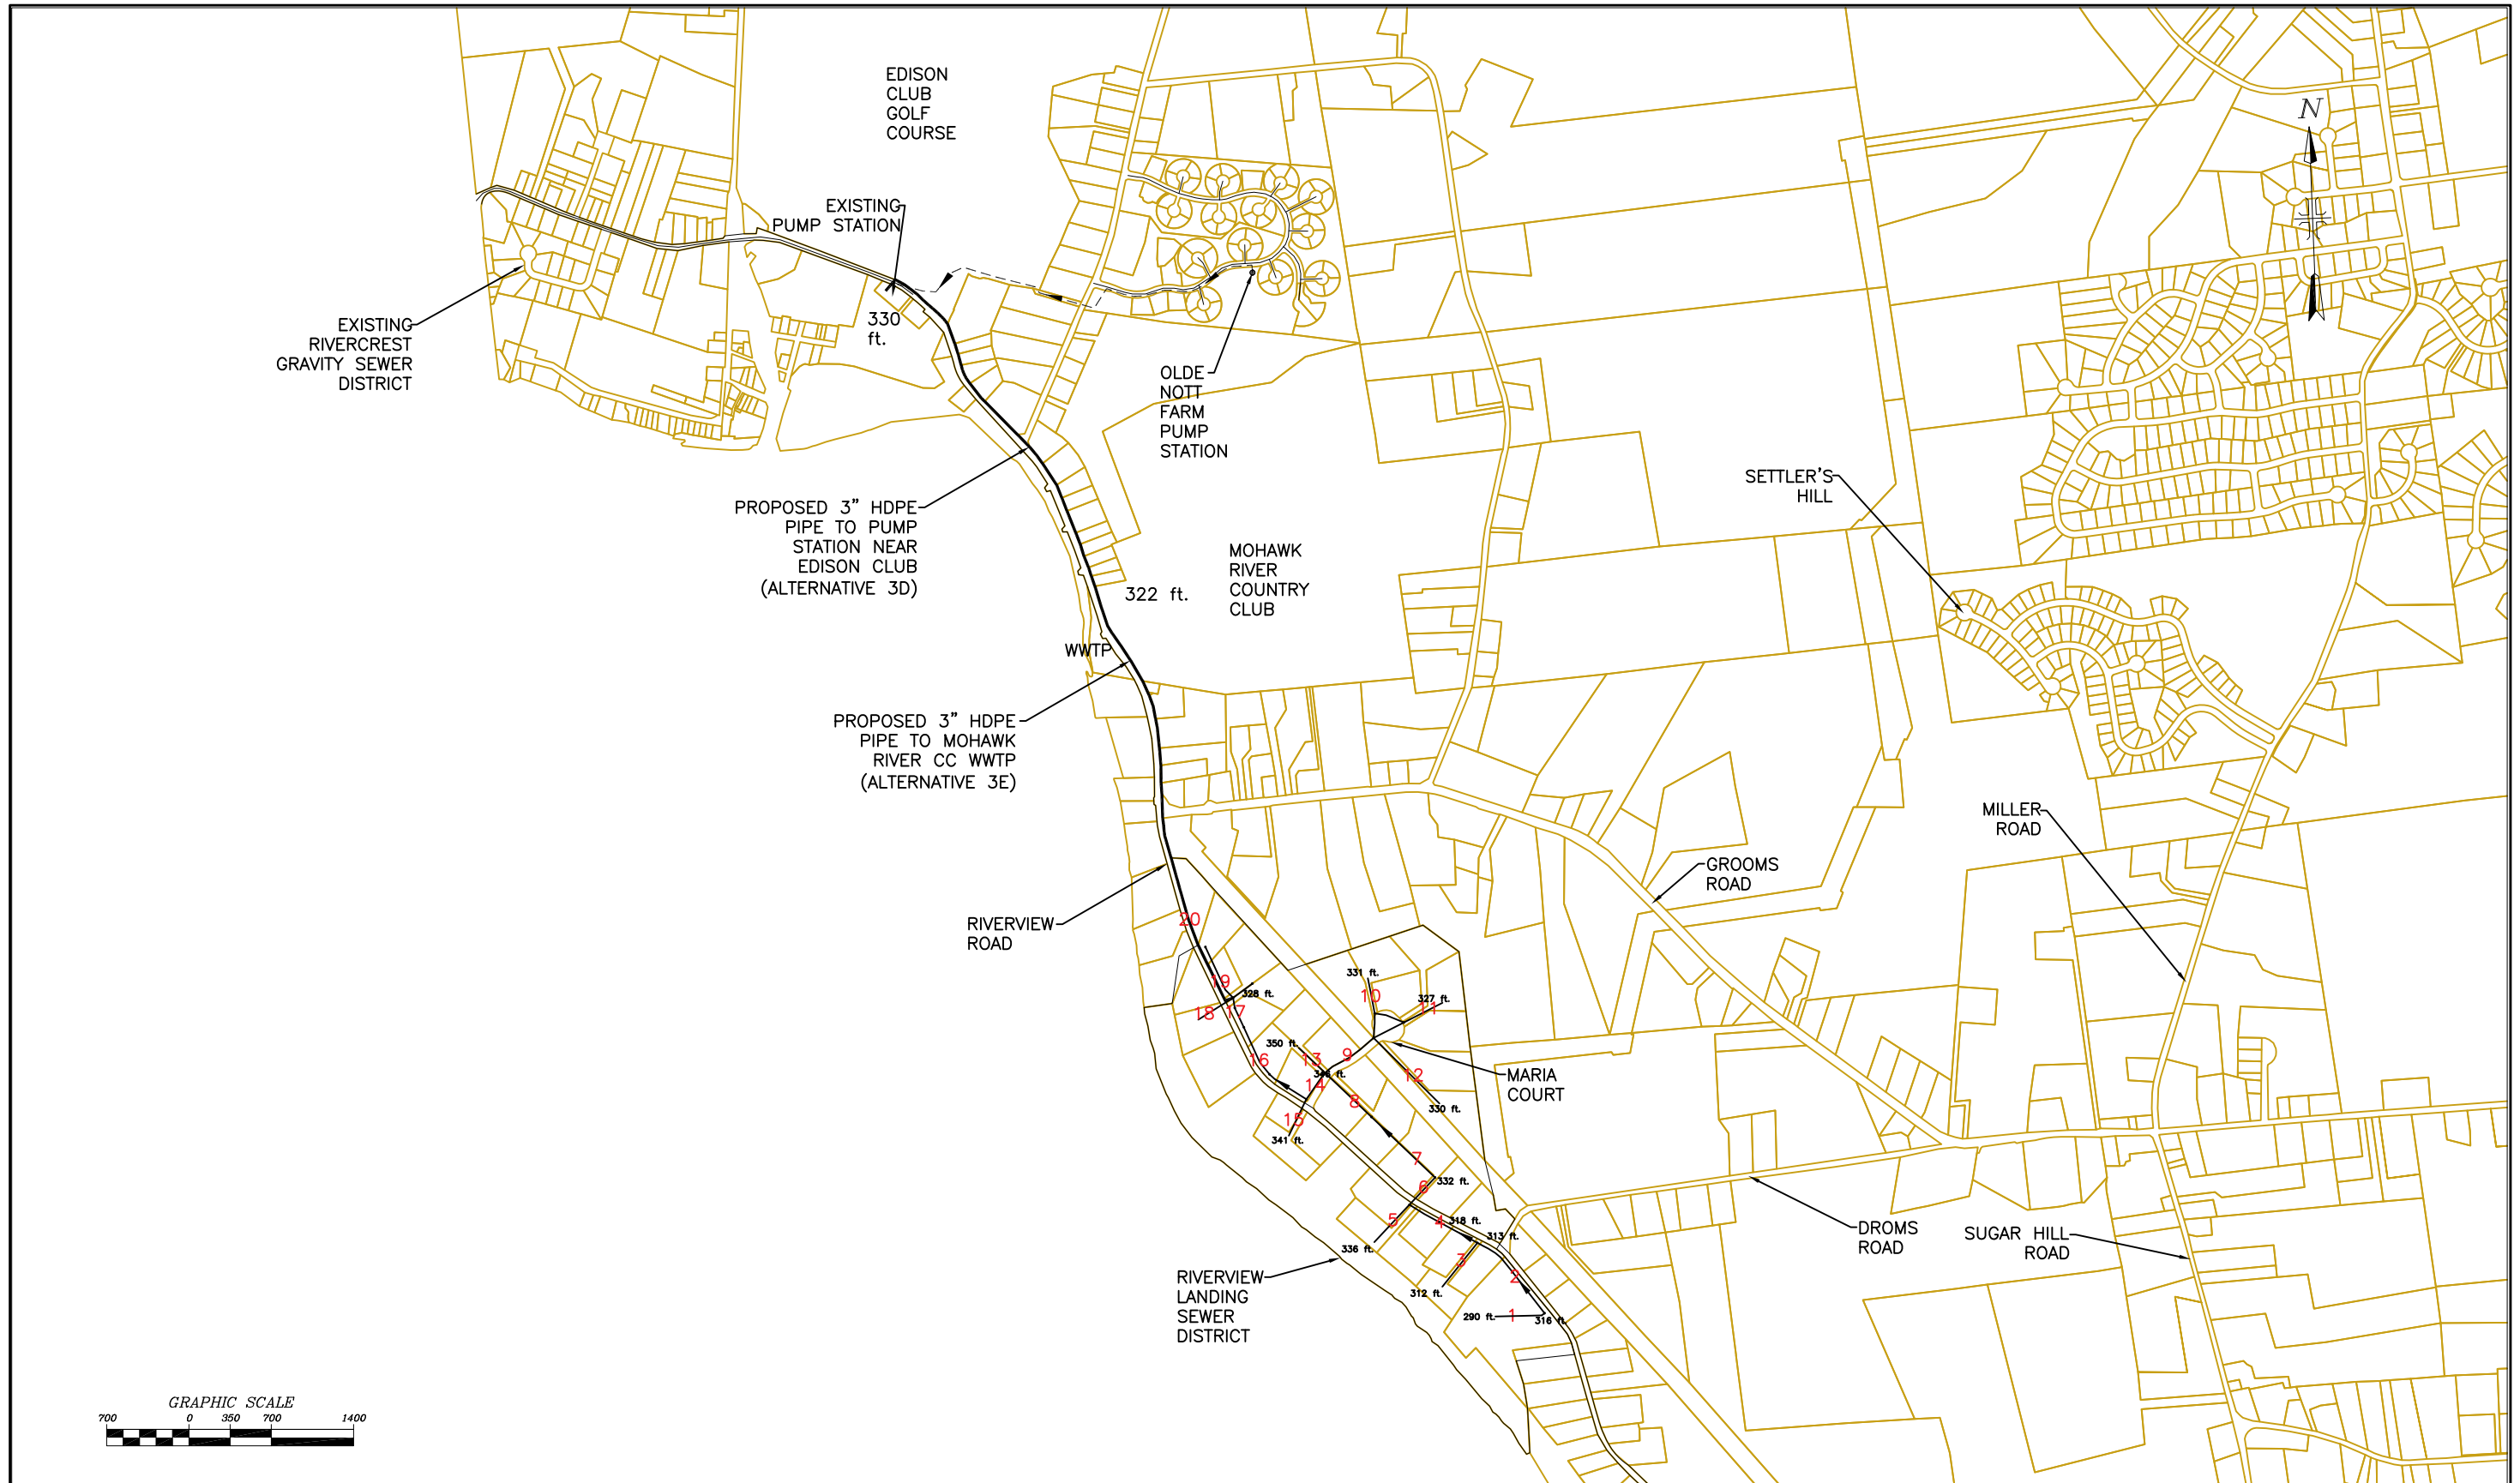 EDISON
CLUB
GOLF
COURSE
N
EXISTING
PUMP STATION
330
ft.
EXISTING
RIVERCREST
GRAVITY SEWER
DISTRICT
OLDE
NOTT
FARM
PUMP
STATION
SETTLER'S
HILL
PROPOSED 3" HDPE
PIPE TO PUMP
STATION NEAR
EDISON CLUB
(ALTERNATIVE 3D)
MOHAWK
RIVER
COUNTRY
CLUB
322 ft.
WWTP
PROPOSED 3" HDPE
PIPE TO MOHAWK
RIVER CC WWTP
(ALTERNATIVE 3E)
MILLER
ROAD
GROOMS
ROAD
RIVERVIEW
ROAD
20
19
328 ft.
18
17
16
331 ft.
10
327 ft.
11
350 ft.
13
9
14
8
12
330 ft.
15
341 ft.
MARIA
COURT
7
6
332 ft.
5
4
318 ft.
313 ft.
336 ft.
3
2
312 ft.
290 ft.
1
316 ft.
DROMS
ROAD
SUGAR HILL
ROAD
RIVERVIEW
LANDING
SEWER
DISTRICT
GRAPHIC SCALE
700 0 350 700 1400